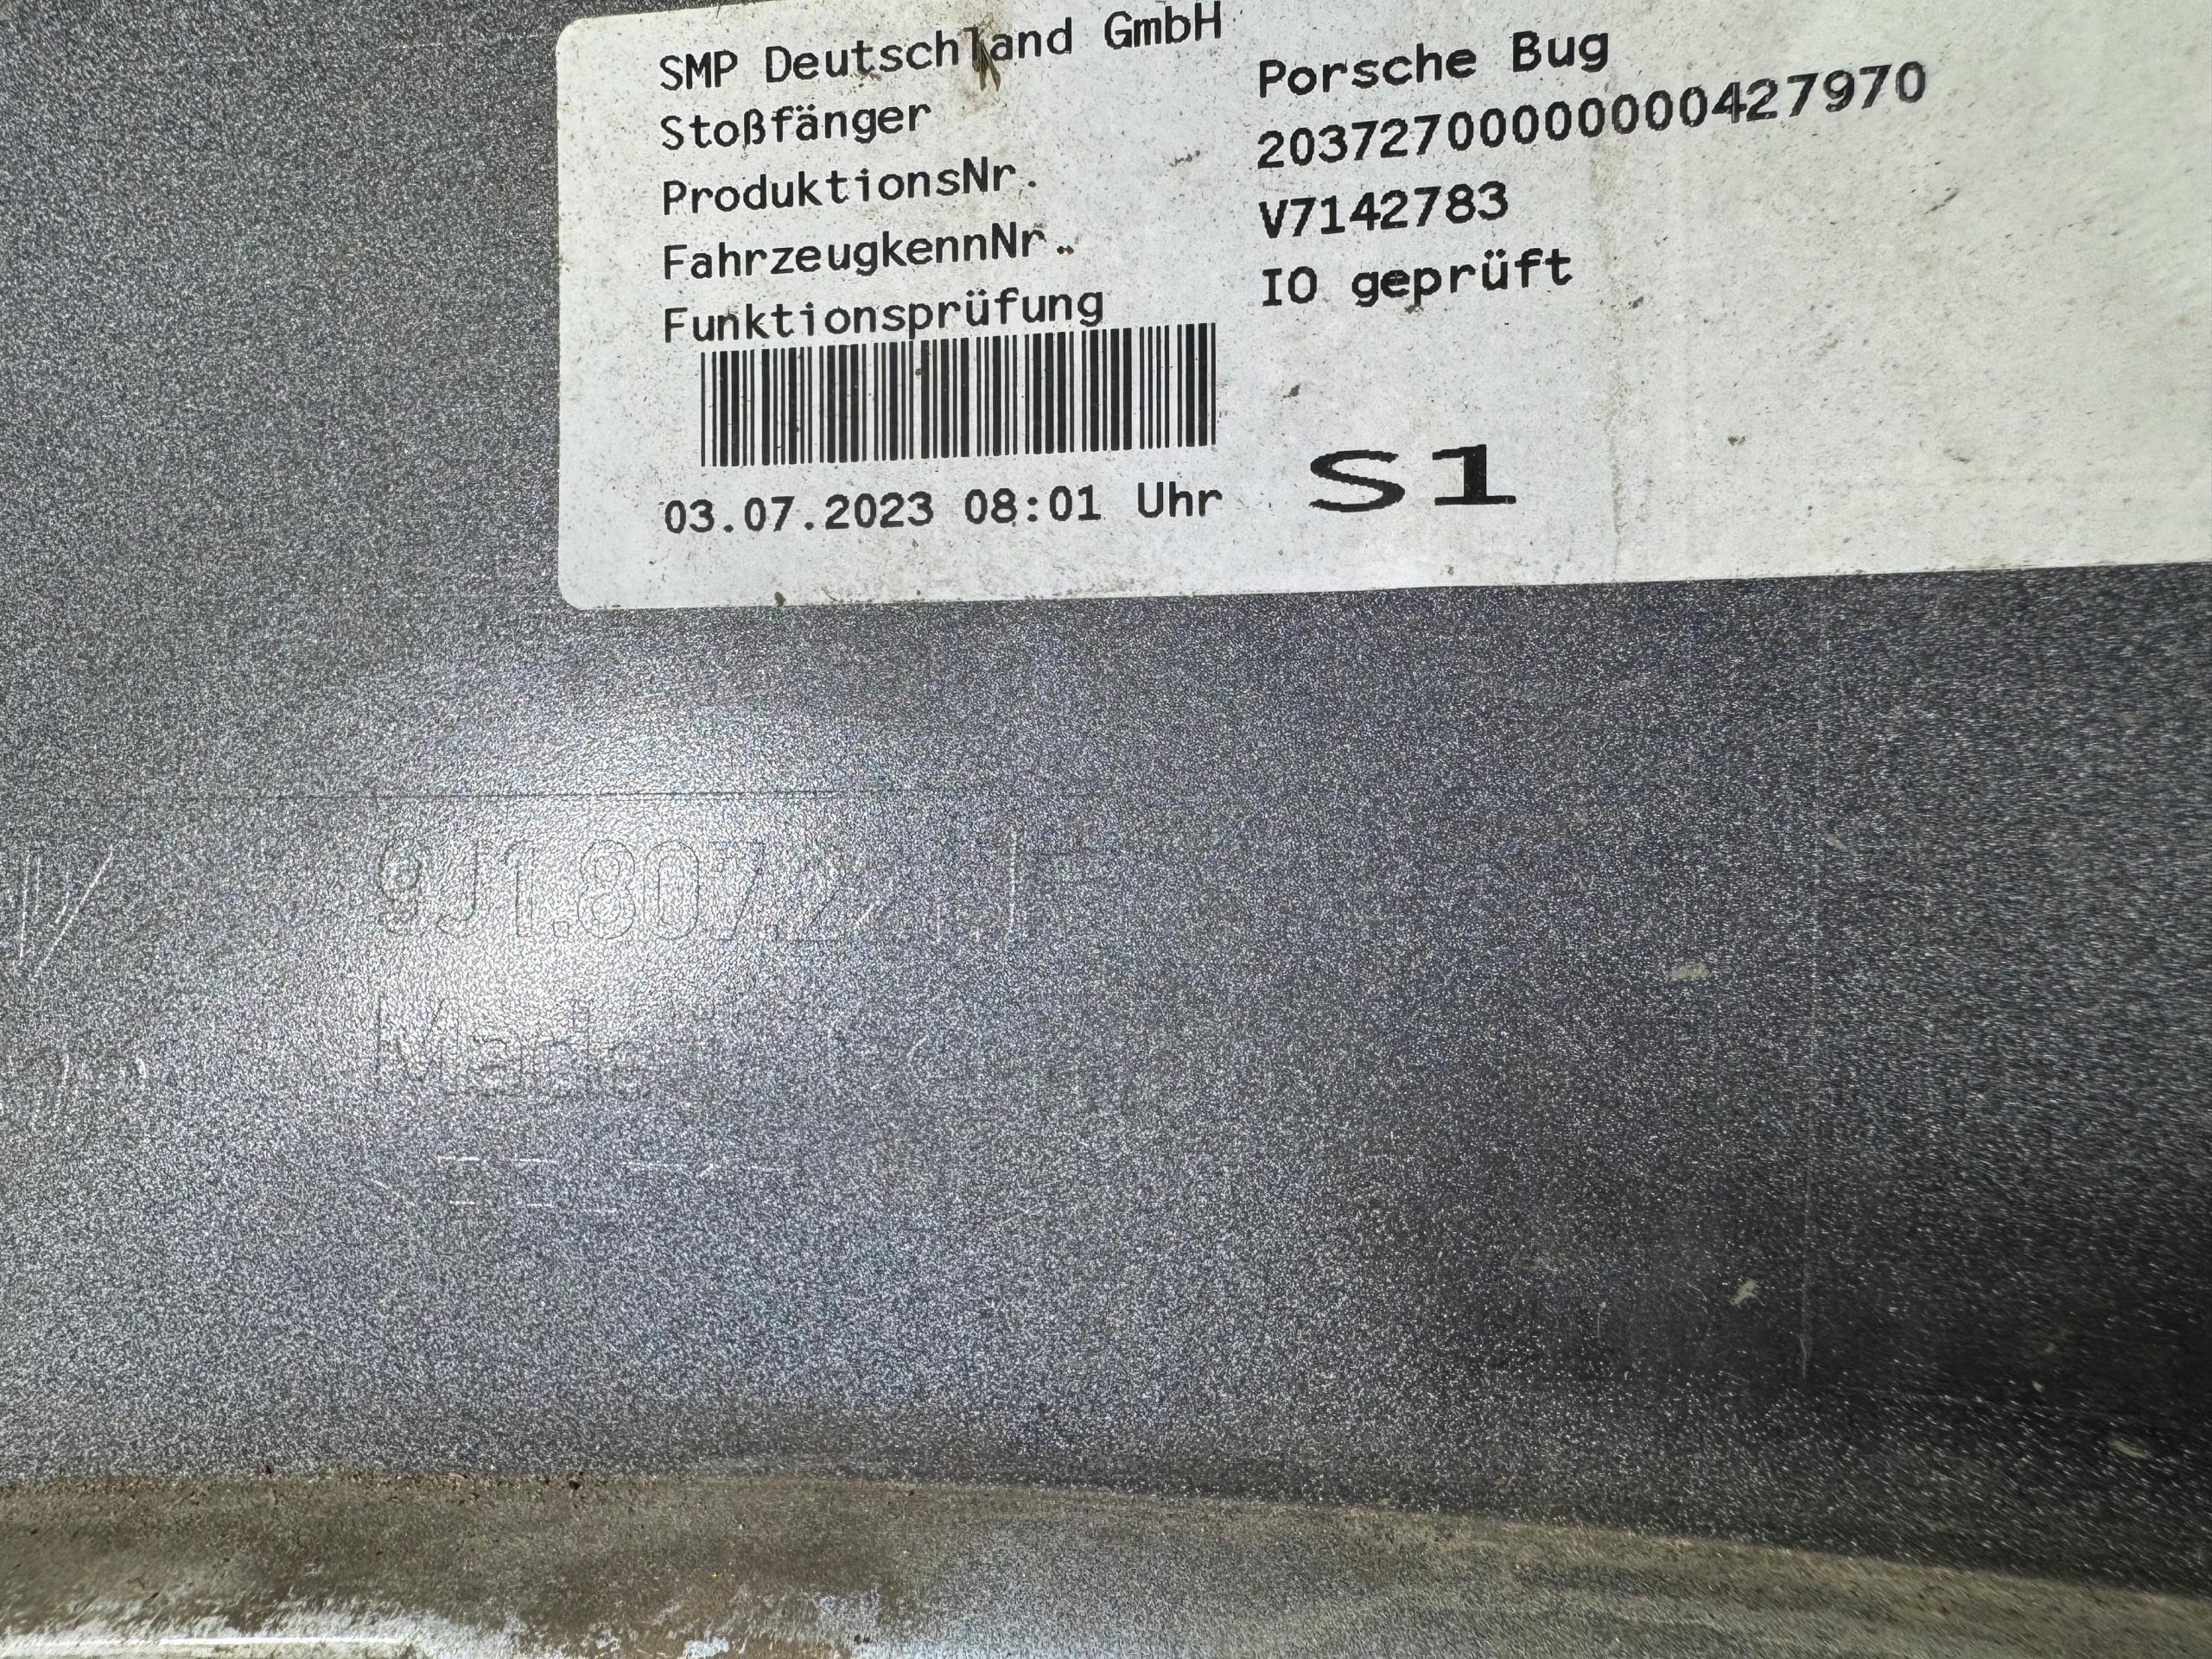 SMP Deutschland GmbH
Stoßfänger Porsche Bug
ProduktionsNr. 20372700000000427970
FahrzeugkennNr. V7142783
Funktionsprüfung IO geprüft
03.07.2023 08:01 Uhr S1
Made